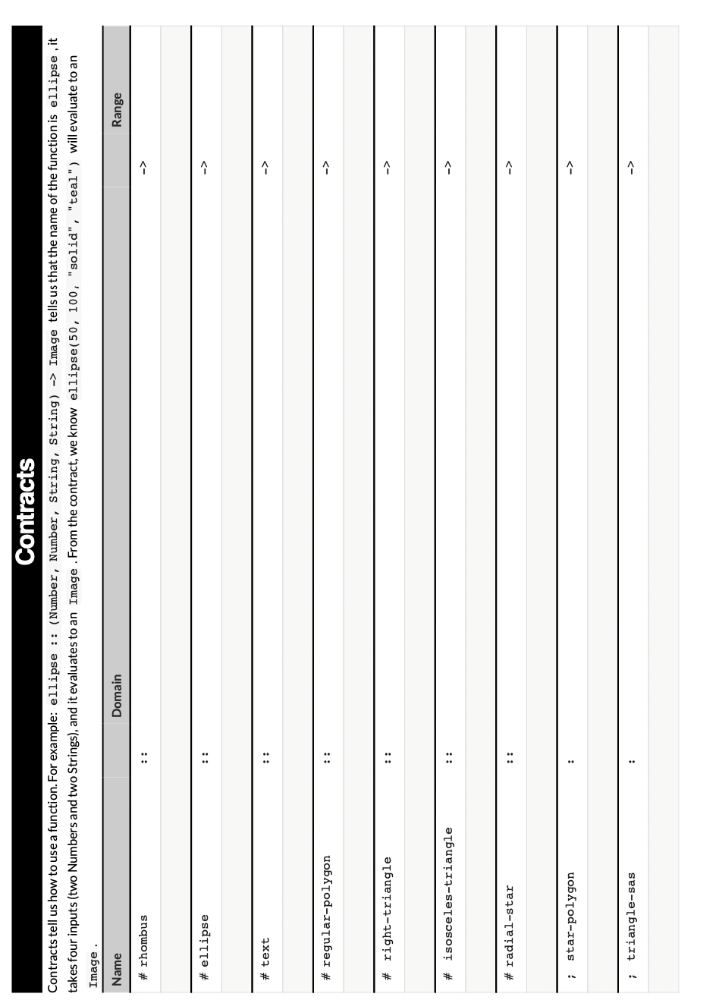 Contracts
Contracts tell us how to use a function. For example: ellipse :: (Number, Number, String, String) -> Image tells us that the name of the function is ellipse , it
takes four inputs (two Numbers and two Strings), and it evaluates to an Image . From the contract, we know ellipse(50, 100, "solid", "teal") will evaluate to an
Image .
Name Domain Range
# rhombus :: ->
# ellipse :: ->
# text :: ->
# regular-polygon :: ->
# right-triangle :: ->
# isosceles-triangle :: ->
# radial-star :: ->
; star-polygon : ->
; triangle-sas : ->